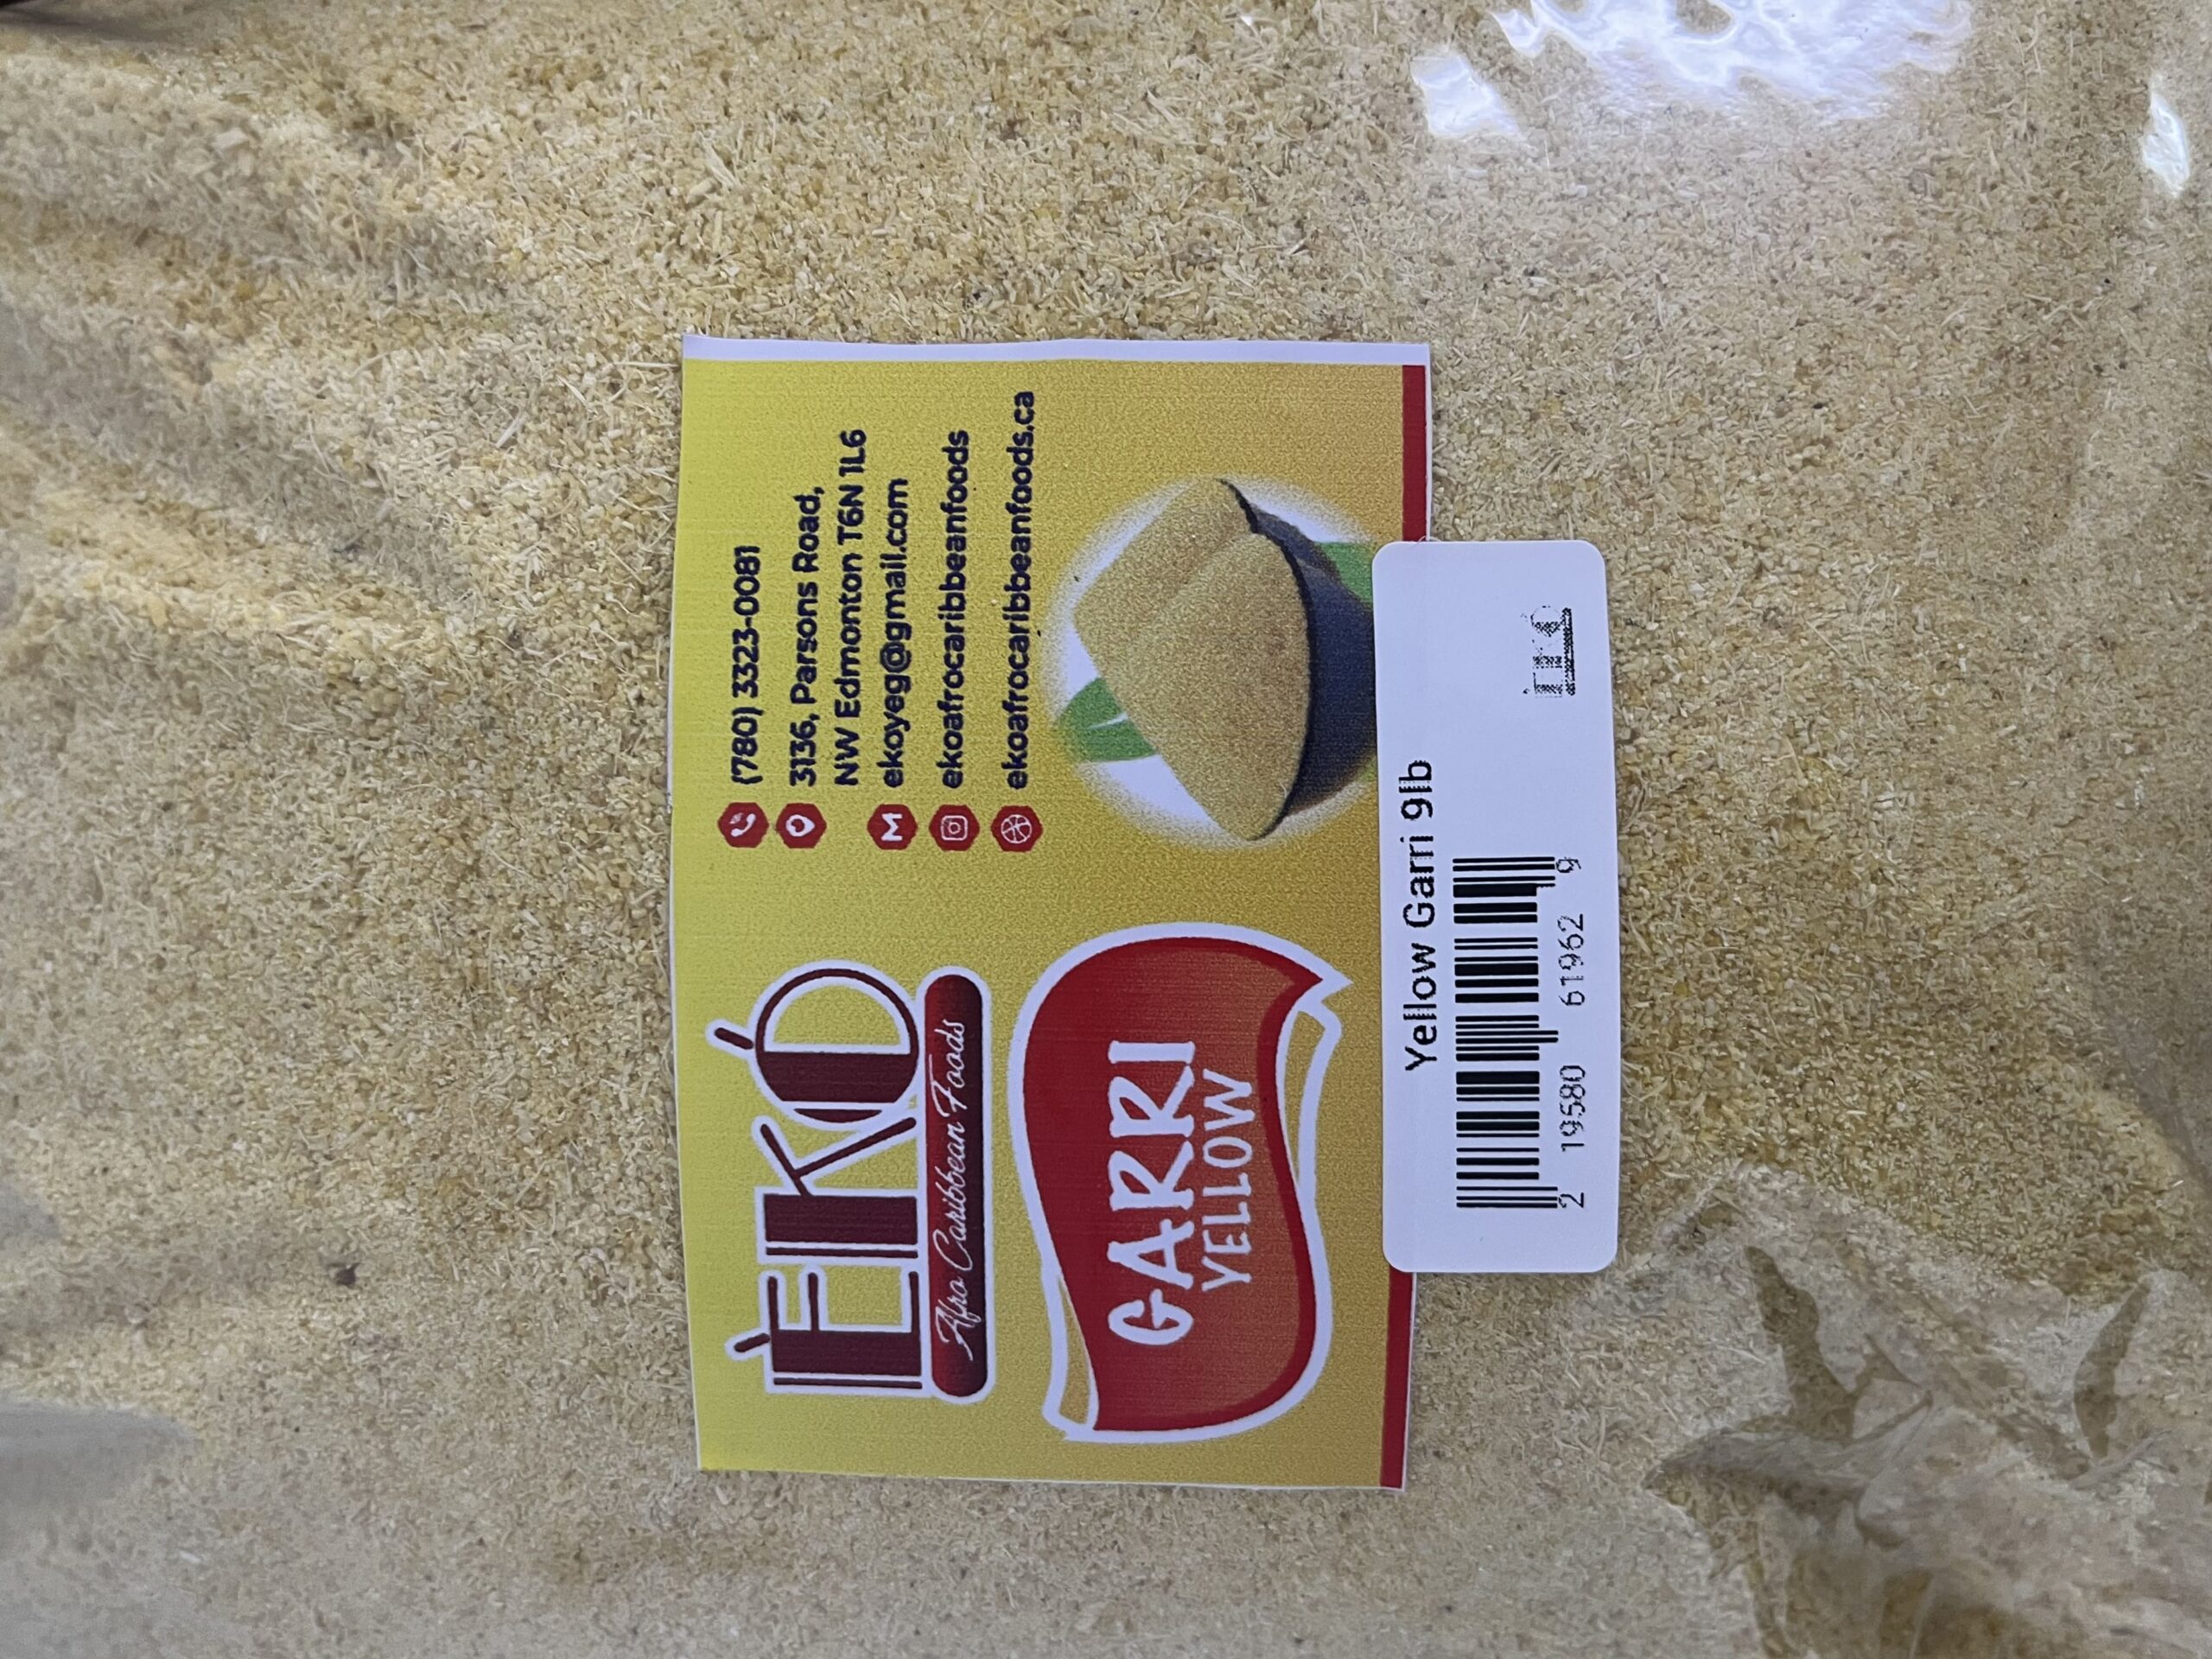 ÉKÓ
Afro Caribbean Foods
GARRI
YELLOW
(780) 3323-0081
3136, Parsons Road,
NW Edmonton T6N 1L6
ekoyeg@gmail.com
ekoafrocaribbeanfoods
ekoafrocaribbeanfoods.ca
Yellow Garri 9lb
2 19580 61962 9